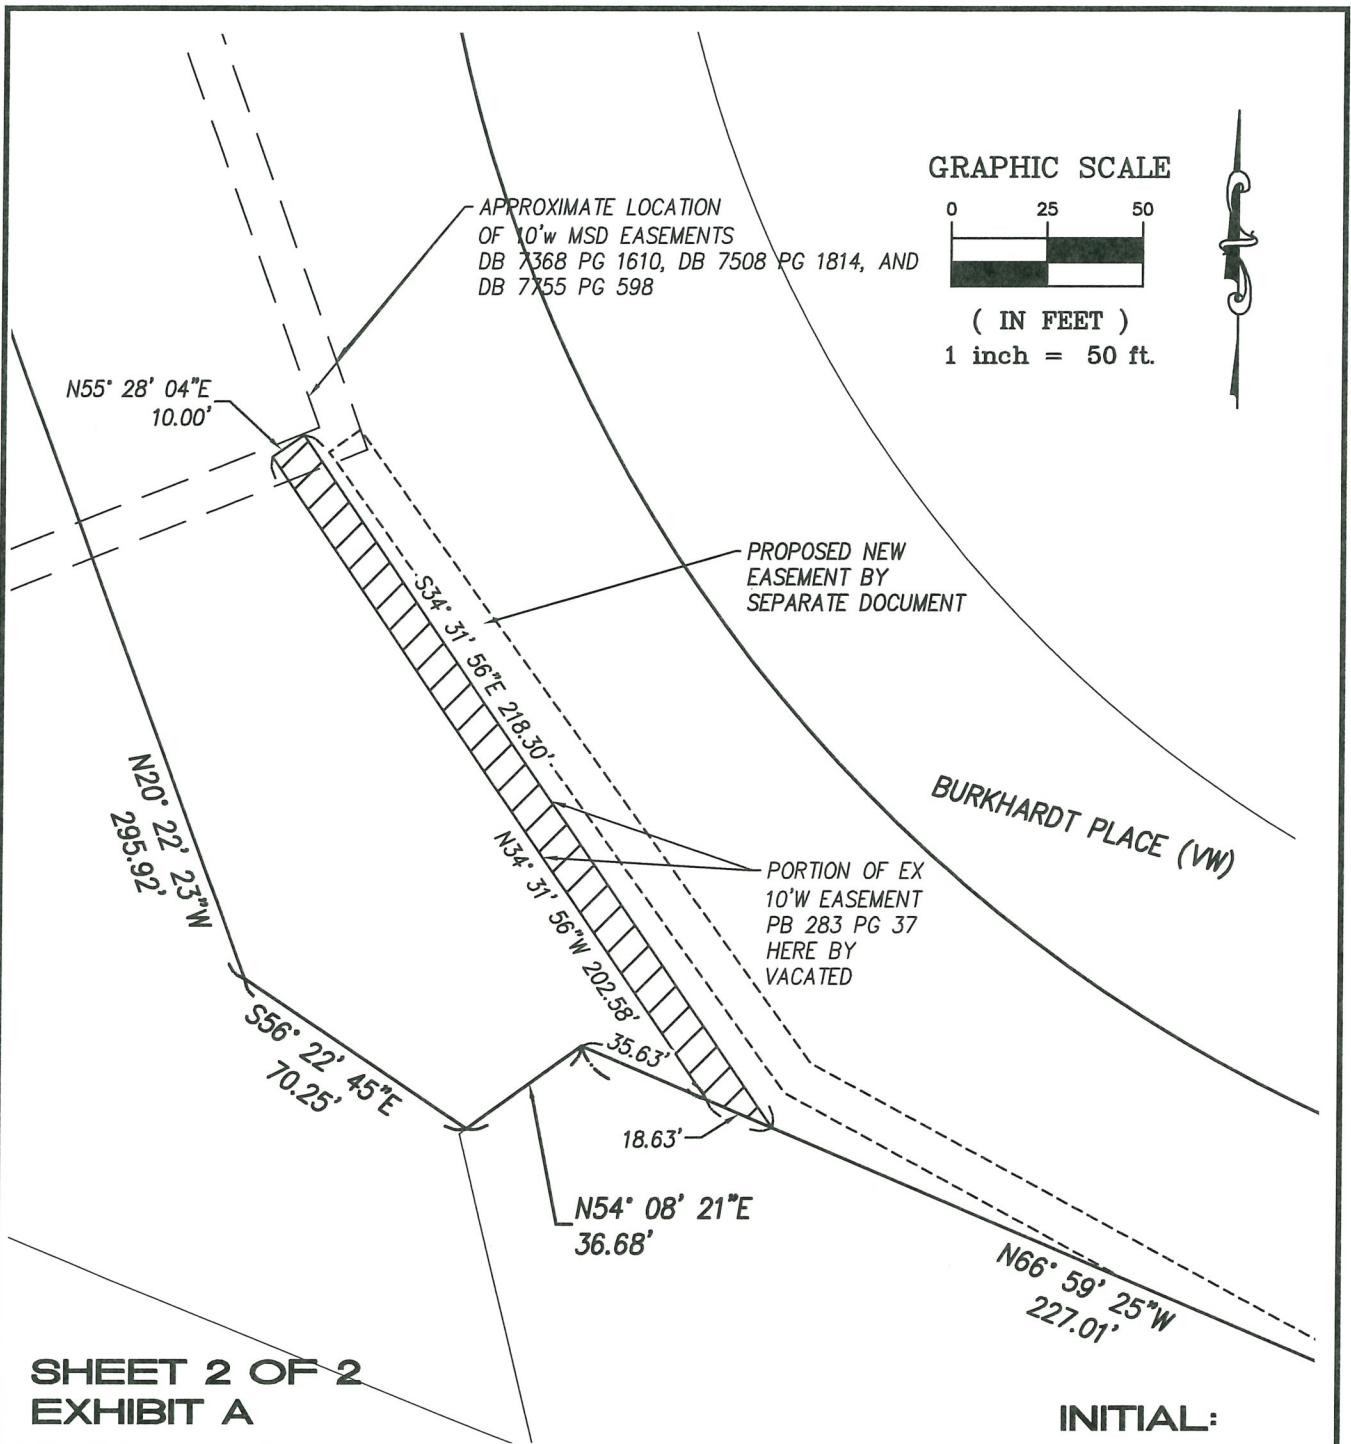 GRAPHIC SCALE
0 25 50
( IN FEET )
1 inch = 50 ft.
APPROXIMATE LOCATION
OF 10'w MSD EASEMENTS
DB 7368 PG 1610, DB 7508 PG 1814, AND
DB 7755 PG 598
N55° 28' 04"E
10.00'
PROPOSED NEW
EASEMENT BY
SEPARATE DOCUMENT
S34° 31' 56"E 218.30'
N34° 31' 56"W 202.58'
N20° 22' 23"W
295.92'
BURKHARDT PLACE (VW)
PORTION OF EX
10'W EASEMENT
PB 283 PG 37
HERE BY
VACATED
S56° 22' 45"E
70.25'
35.63'
18.63'
N54° 08' 21"E
36.68'
N66° 59' 25"W
227.01'
SHEET 2 OF 2
EXHIBIT A
INITIAL: